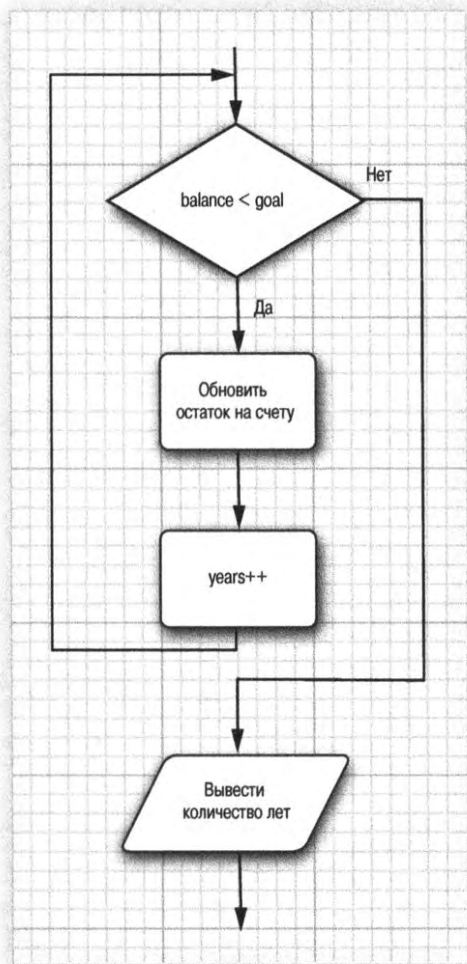 balance < goal
Нет
Да
Обновить
остаток на счету
years++
Вывести
количество лет